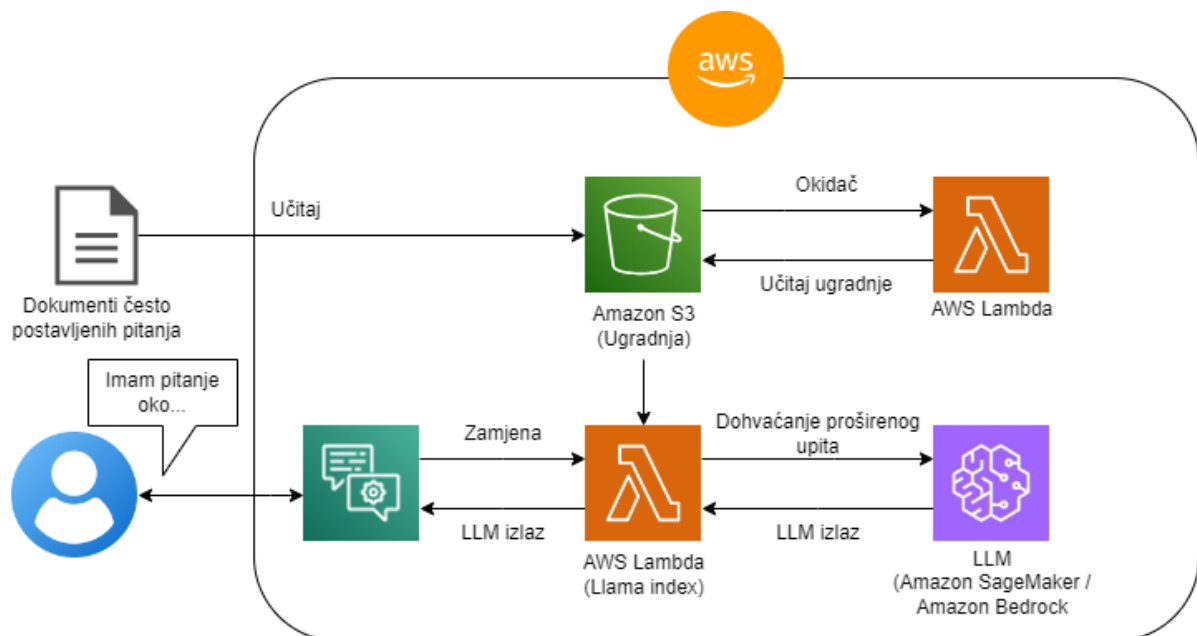 aws
Učitaj
Okidač
Učitaj ugradnje
Dokumenti često
postavljenih pitanja
Amazon S3
(Ugradnja)
AWS Lambda
Imam pitanje
oko...
Zamjena
LLM izlaz
AWS Lambda
(Llama index)
Dohvaćanje proširenog
upita
LLM izlaz
LLM
(Amazon SageMaker /
Amazon Bedrock